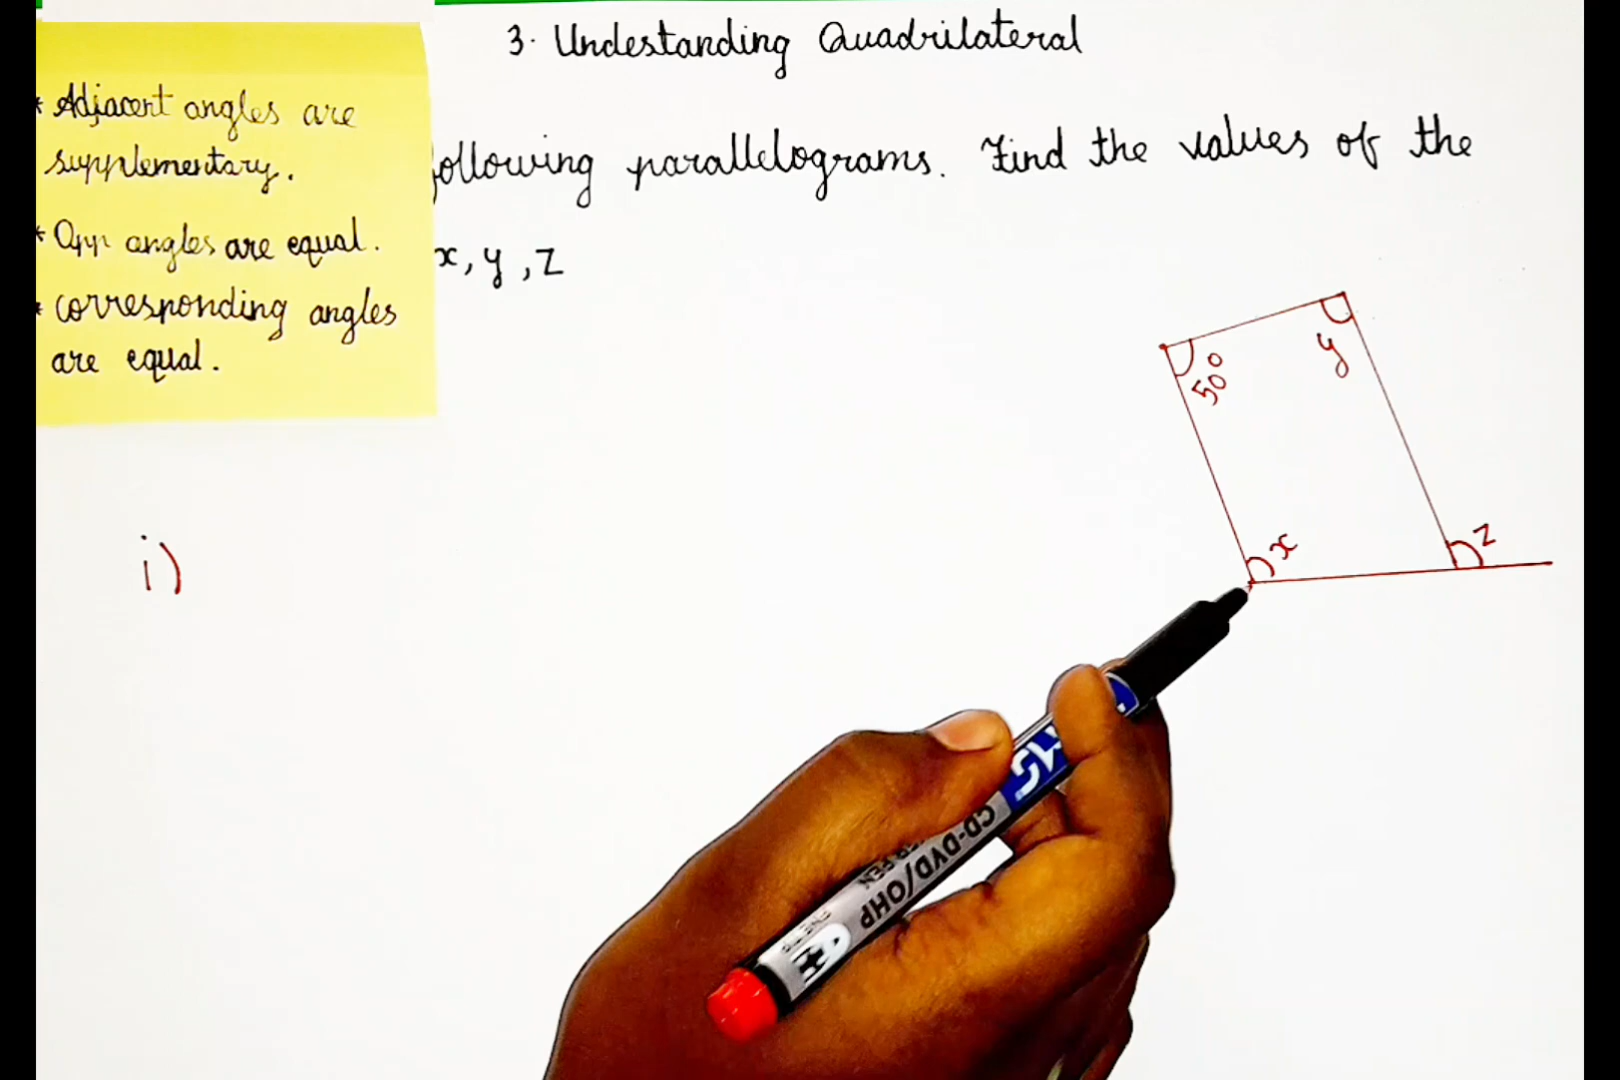 3. Undestanding Quadrilateral
* Adjacent angles are
supplementary.
* Opp angles are equal.
* Corresponding angles
are equal.
ollowing parallelograms. Find the values of the
x, y, z
50°
y
x
z
i)
CD-DVD/OHP